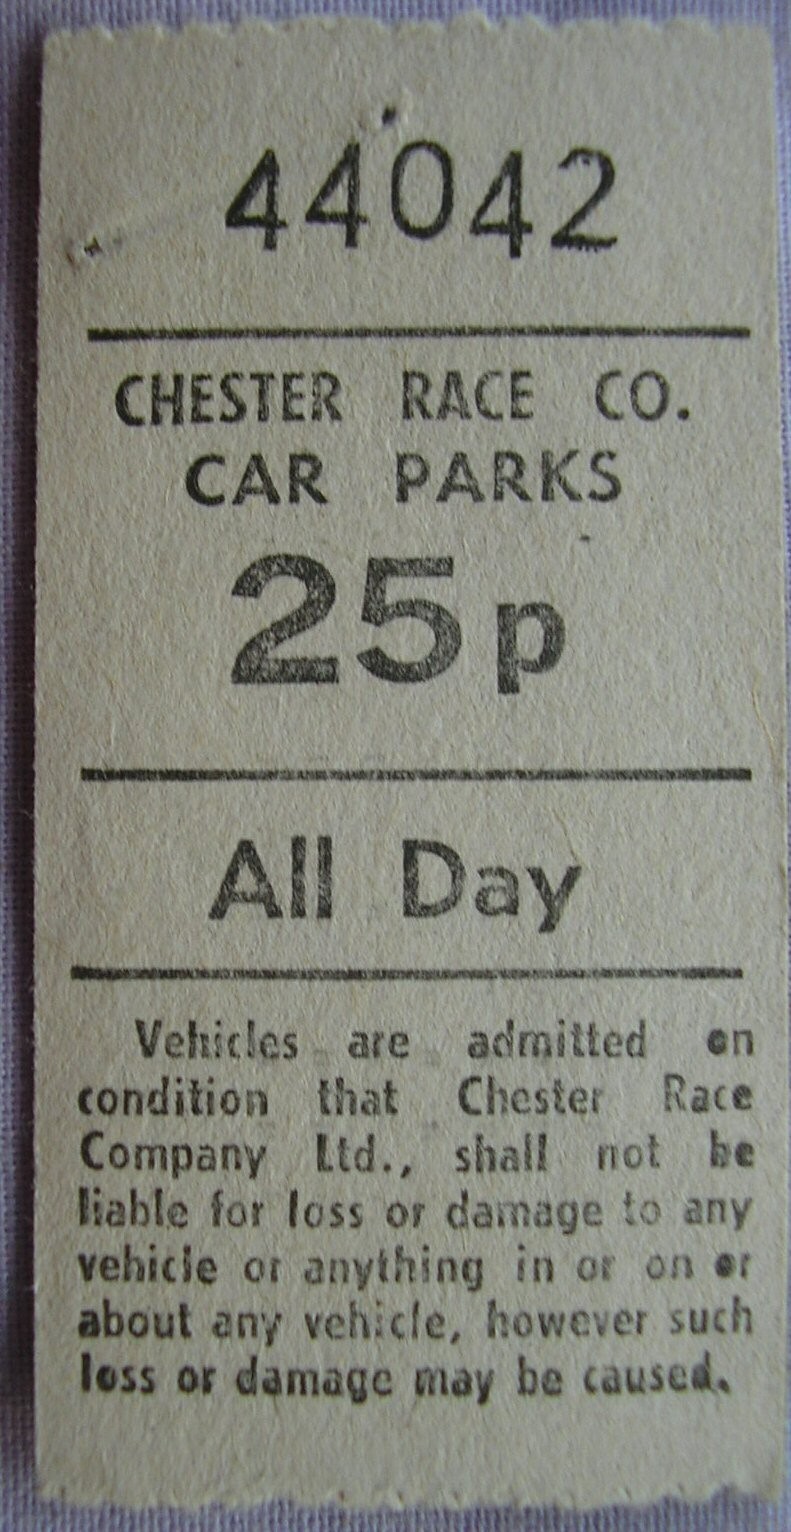 44042
CHESTER RACE CO.
CAR PARKS
25p
All Day
Vehicles are admitted on
condition that Chester Race
Company Ltd., shall not be
liable for loss or damage to any
vehicle or anything in or on or
about any vehicle, however such
loss or damage may be caused.